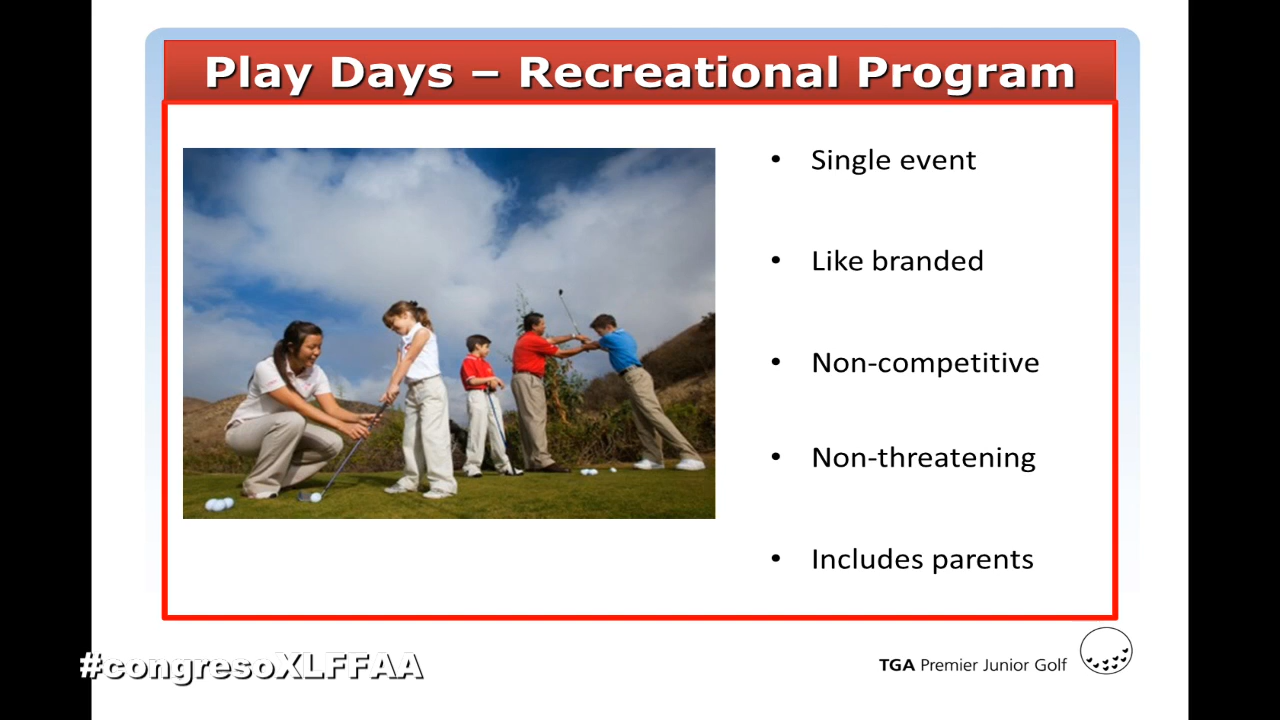 Play Days – Recreational Program
• Single event
• Like branded
• Non-competitive
• Non-threatening
• Includes parents
#congresoXLFFAA
TGA Premier Junior Golf